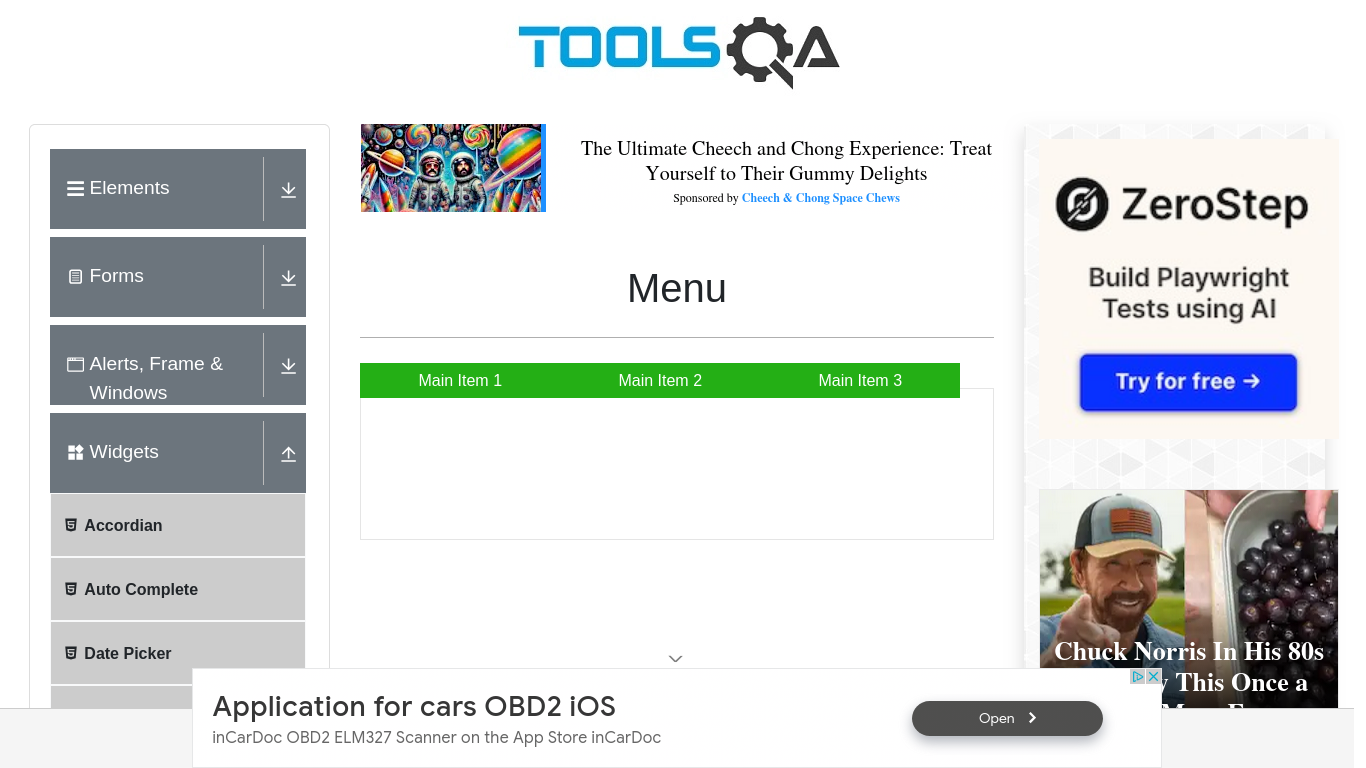 TOOLSQA
Elements
Forms
Alerts, Frame &
Windows
Widgets
Accordian
Auto Complete
Date Picker
The Ultimate Cheech and Chong Experience: Treat
Yourself to Their Gummy Delights
Sponsored by Cheech & Chong Space Chews
Menu
Main Item 1
Main Item 2
Main Item 3
ZeroStep
Build Playwright
Tests using AI
Try for free →
Chuck Norris In His 80s
This Once a
Application for cars OBD2 iOS
inCarDoc OBD2 ELM327 Scanner on the App Store inCarDoc
Open